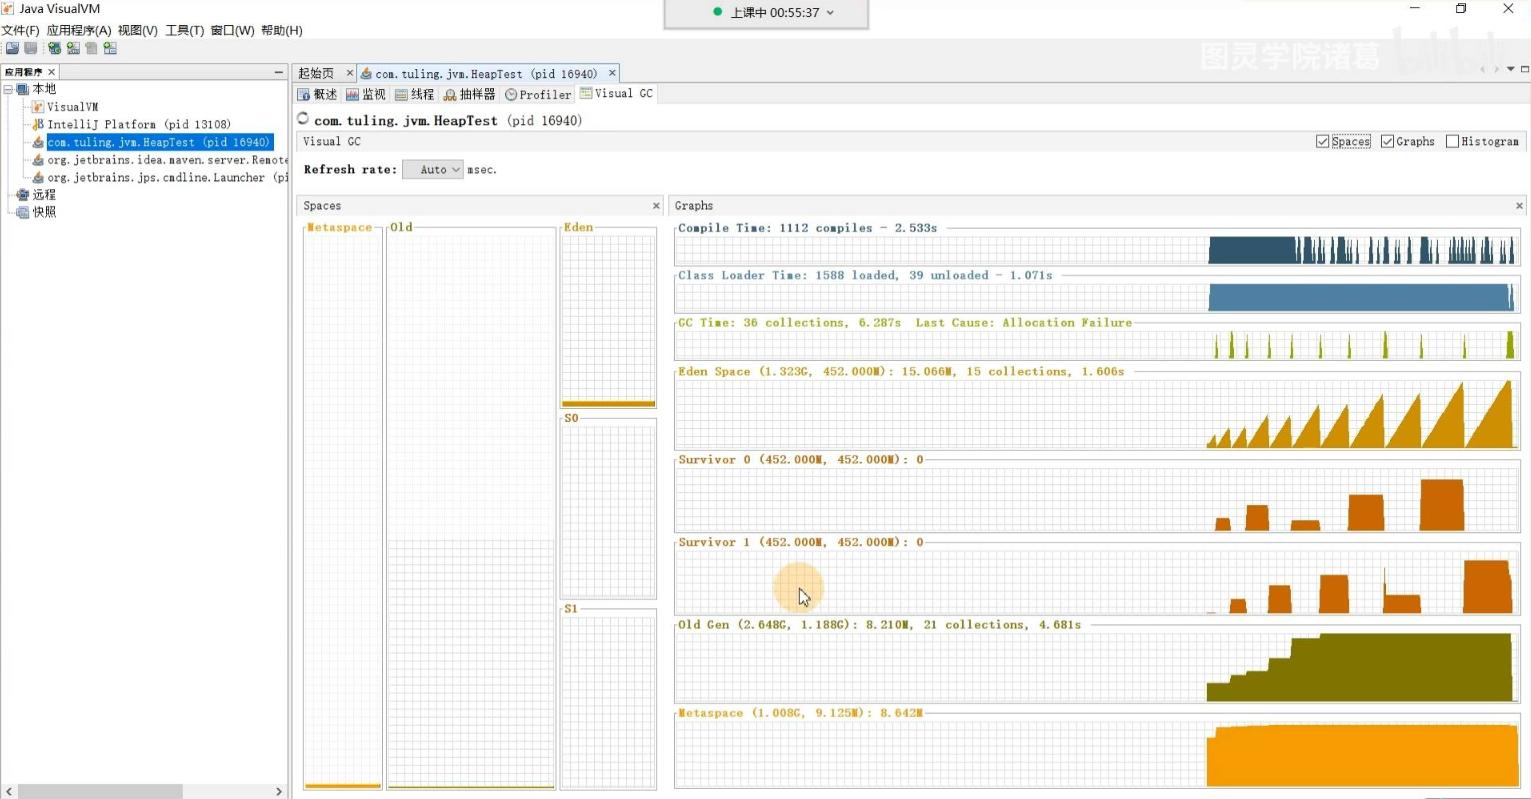 Java VisualVM
上课中 00:55:37
文件(F) 应用程序(A) 视图(V) 工具(T) 窗口(W) 帮助(H)
图灵学院诸葛 bilibili
应用程序
本地
VisualVM
IntelliJ Platform (pid 13108)
com.tuling.jvm.HeapTest (pid 16940)
org.jetbrains.idea.maven.server.Remote
org.jetbrains.jps.cmdline.Launcher (pi
远程
快照
起始页
com.tuling.jvm.HeapTest (pid 16940)
概述 监视 线程 抽样器 Profiler Visual GC
com.tuling.jvm.HeapTest (pid 16940)
Visual GC
Spaces Graphs Histogram
Refresh rate: Auto msec.
Spaces
Metaspace
Old
Eden
S0
S1
Graphs
Compile Time: 1112 compiles - 2.533s
Class Loader Time: 1588 loaded, 39 unloaded - 1.071s
GC Time: 36 collections, 6.287s Last Cause: Allocation Failure
Eden Space (1.323G, 452.000M): 15.066M, 15 collections, 1.606s
Survivor 0 (452.000M, 452.000M): 0
Survivor 1 (452.000M, 452.000M): 0
Old Gen (2.648G, 1.188G): 8.210M, 21 collections, 4.681s
Metaspace (1.008G, 9.125M): 8.642M